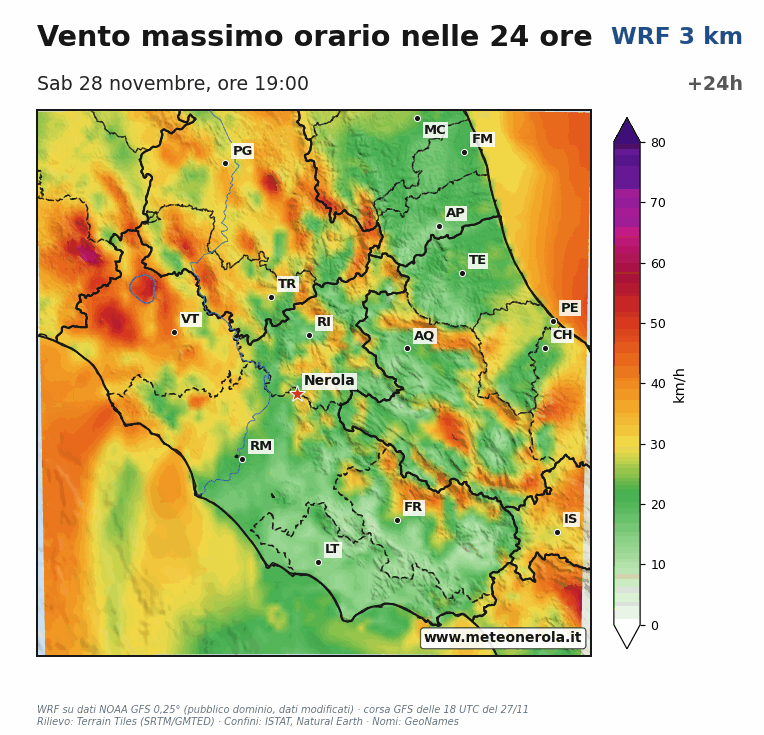 Vento massimo orario nelle 24 ore WRF 3 km
Sab 28 novembre, ore 19:00 +24h
MC
FM
PG
AP
TE
TR
PE
VT
RI
AQ
CH
Nerola
RM
FR
IS
LT
80
70
60
50
40
30
20
10
0
km/h
www.meteonerola.it
WRF su dati NOAA GFS 0,25° (pubblico dominio, dati modificati) · corsa GFS delle 18 UTC del 27/11
Rilievo: Terrain Tiles (SRTM/GMTED) · Confini: ISTAT, Natural Earth · Nomi: GeoNames